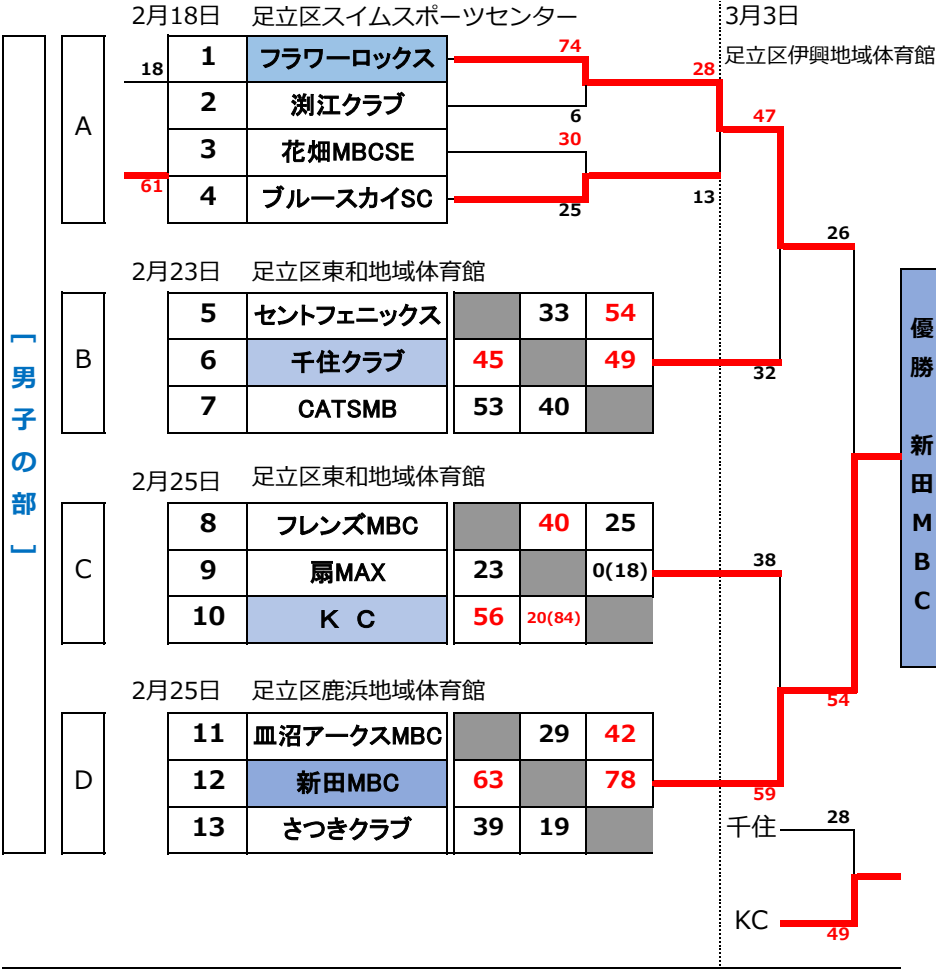 2月18日 足立区スイムスポーツセンター
3月3日
足立区伊興地域体育館
[ 男子の部 ]
A
18
61
1 フラワーロックス 74
2 渕江クラブ 6
3 花畑MBCSE 30
4 ブルースカイSC 25
28
13
47
26
2月23日 足立区東和地域体育館
B
5 セントフェニックス 33 54
6 千住クラブ 45 49
7 CATSMB 53 40
32
優勝 新田MBC
2月25日 足立区東和地域体育館
C
8 フレンズMBC 40 25
9 扇MAX 23 0(18)
10 K C 56 20(84)
38
54
2月25日 足立区鹿浜地域体育館
D
11 皿沼アークスMBC 29 42
12 新田MBC 63 78
13 さつきクラブ 39 19
59
千住 28
KC 49